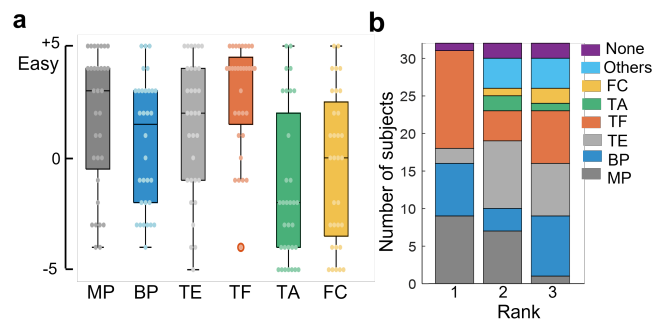 a
+5
Easy
0
-5
MP BP TE TF TA FC
b
Number of subjects
30
25
20
15
10
5
0
1 2 3
Rank
None
Others
FC
TA
TF
TE
BP
MP